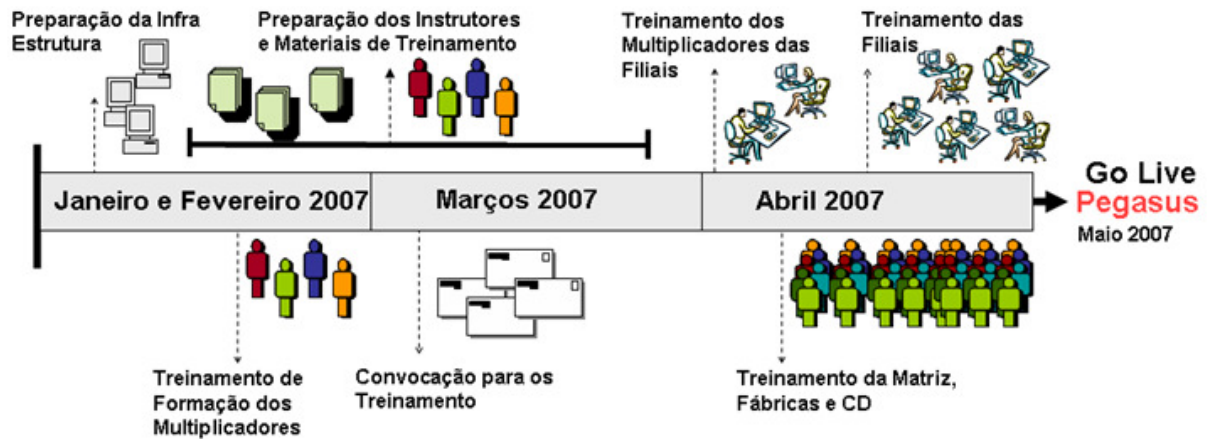 Preparação da Infra
Estrutura
Preparação dos Instrutores
e Materiais de Treinamento
Treinamento dos
Multiplicadores das
Filiais
Treinamento das
Filiais
Janeiro e Fevereiro 2007
Marços 2007
Abril 2007
Go Live
Pegasus
Maio 2007
Treinamento de
Formação dos
Multiplicadores
Convocação para os
Treinamento
Treinamento da Matriz,
Fábricas e CD